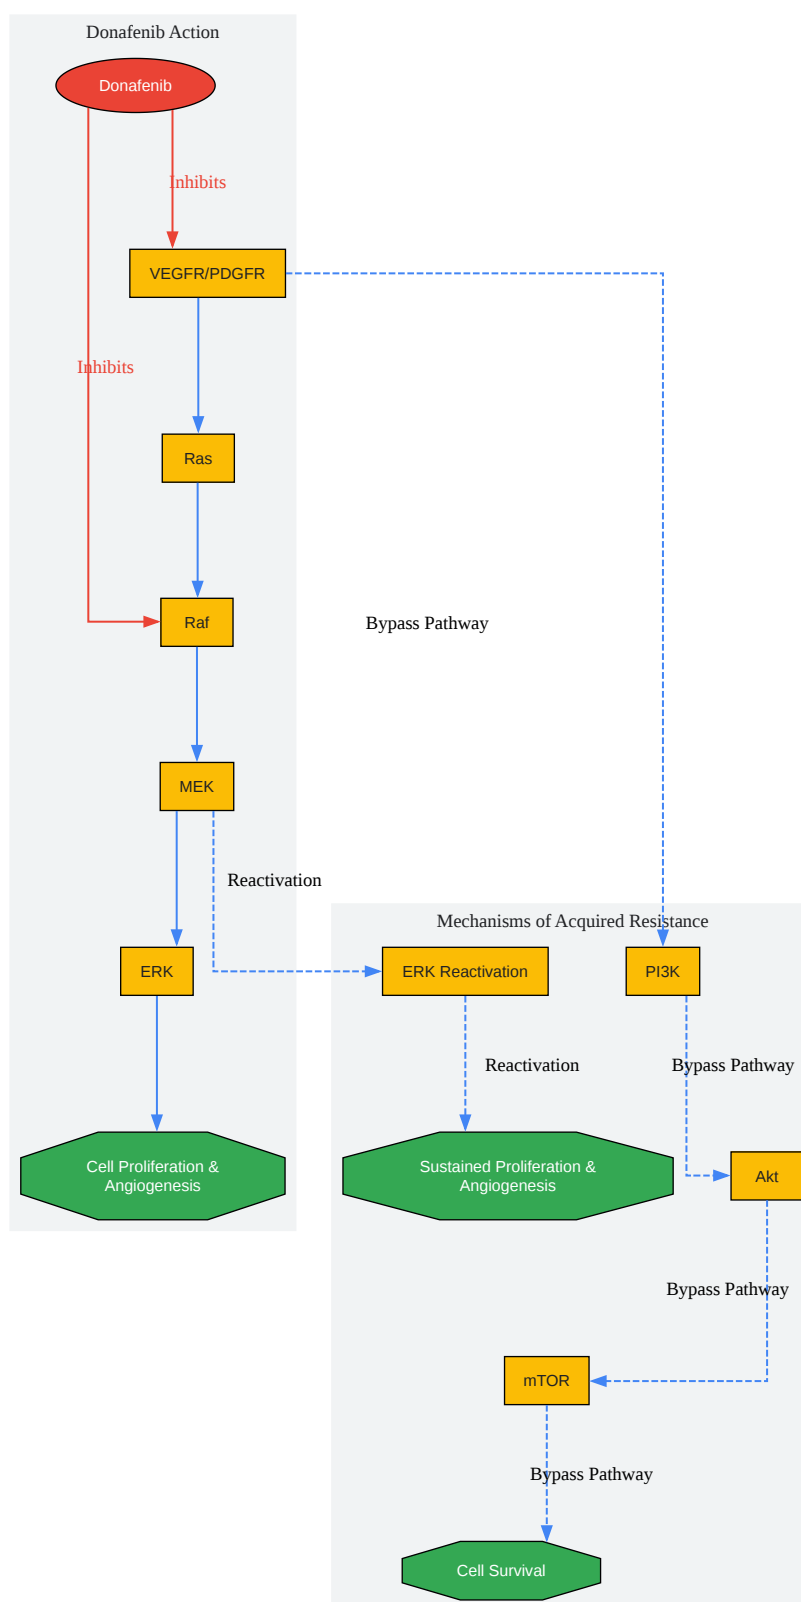 Donafenib Action
Donafenib
Inhibits
VEGFR/PDGFR
Inhibits
Ras
Raf
Bypass Pathway
MEK
Reactivation
Mechanisms of Acquired Resistance
ERK
ERK Reactivation
PI3K
Reactivation
Bypass Pathway
Cell Proliferation &
Angiogenesis
Sustained Proliferation &
Angiogenesis
Akt
Bypass Pathway
mTOR
Bypass Pathway
Cell Survival